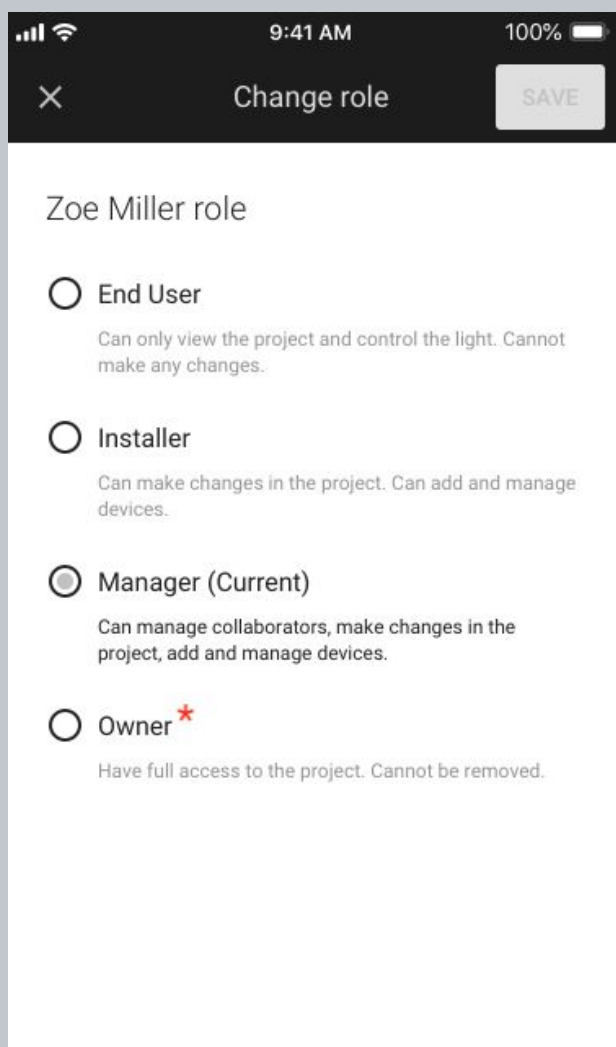 9:41 AM
100%
Change role
SAVE
Zoe Miller role
End User
Can only view the project and control the light. Cannot
make any changes.
Installer
Can make changes in the project. Can add and manage
devices.
Manager (Current)
Can manage collaborators, make changes in the
project, add and manage devices.
Owner *
Have full access to the project. Cannot be removed.